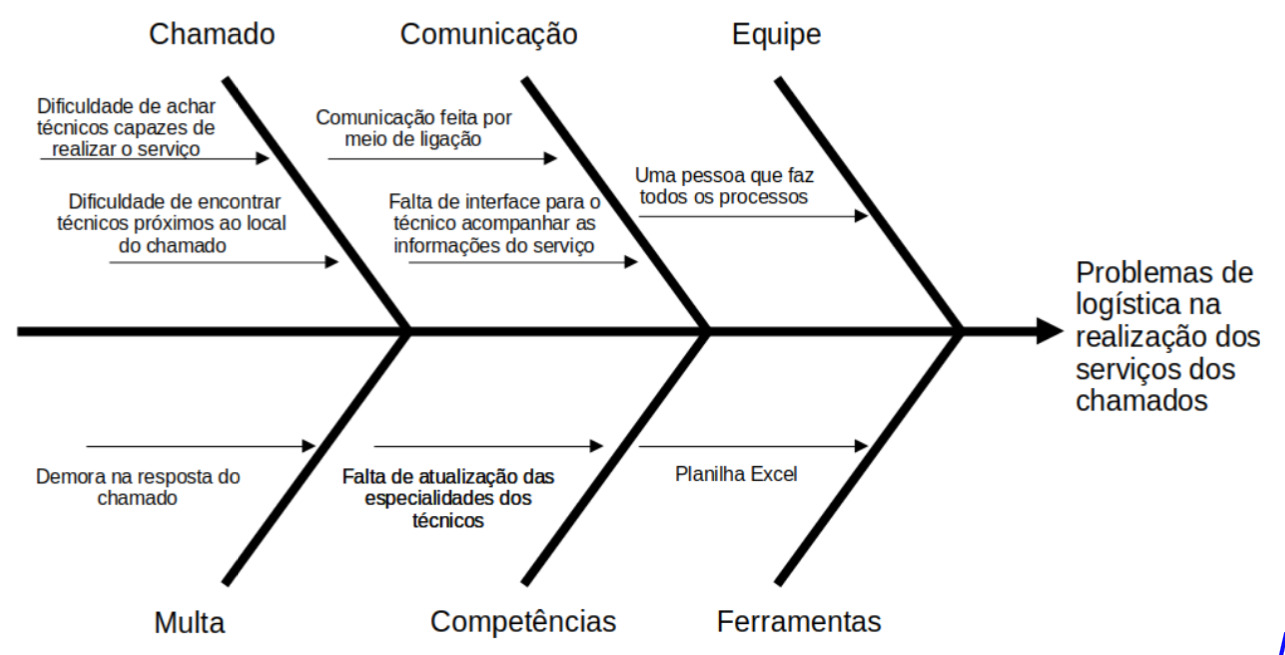 Chamado
Comunicação
Equipe
Dificuldade de achar
técnicos capazes de
realizar o serviço
Dificuldade de encontrar
técnicos próximos ao local
do chamado
Comunicação feita por
meio de ligação
Falta de interface para o
técnico acompanhar as
informações do serviço
Uma pessoa que faz
todos os processos
Problemas de
logística na
realização dos
serviços dos
chamados
Demora na resposta do
chamado
Falta de atualização das
especialidades dos
técnicos
Planilha Excel
Multa
Competências
Ferramentas